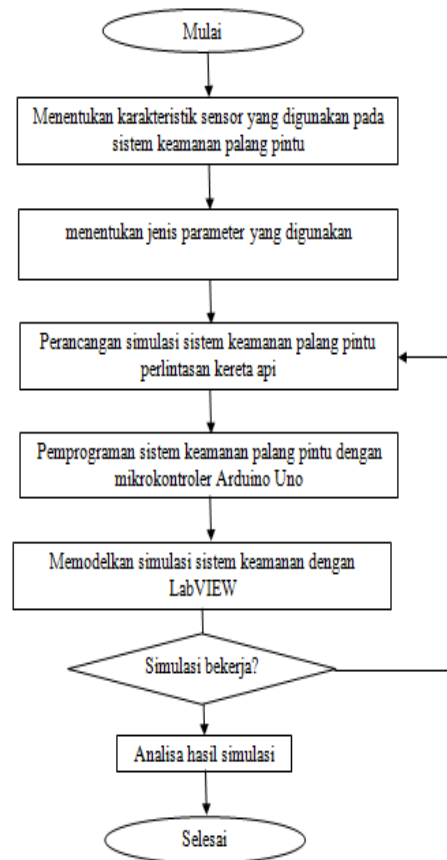 Mulai
Menentukan karakteristik sensor yang digunakan pada
sistem keamanan palang pintu
menentukan jenis parameter yang digunakan
Perancangan simulasi sistem keamanan palang pintu
perlintasan kereta api
Pemprograman sistem keamanan palang pintu dengan
mikrokontroler Arduino Uno
Memodelkan simulasi sistem keamanan dengan
LabVIEW
Simulasi bekerja?
Analisa hasil simulasi
Selesai